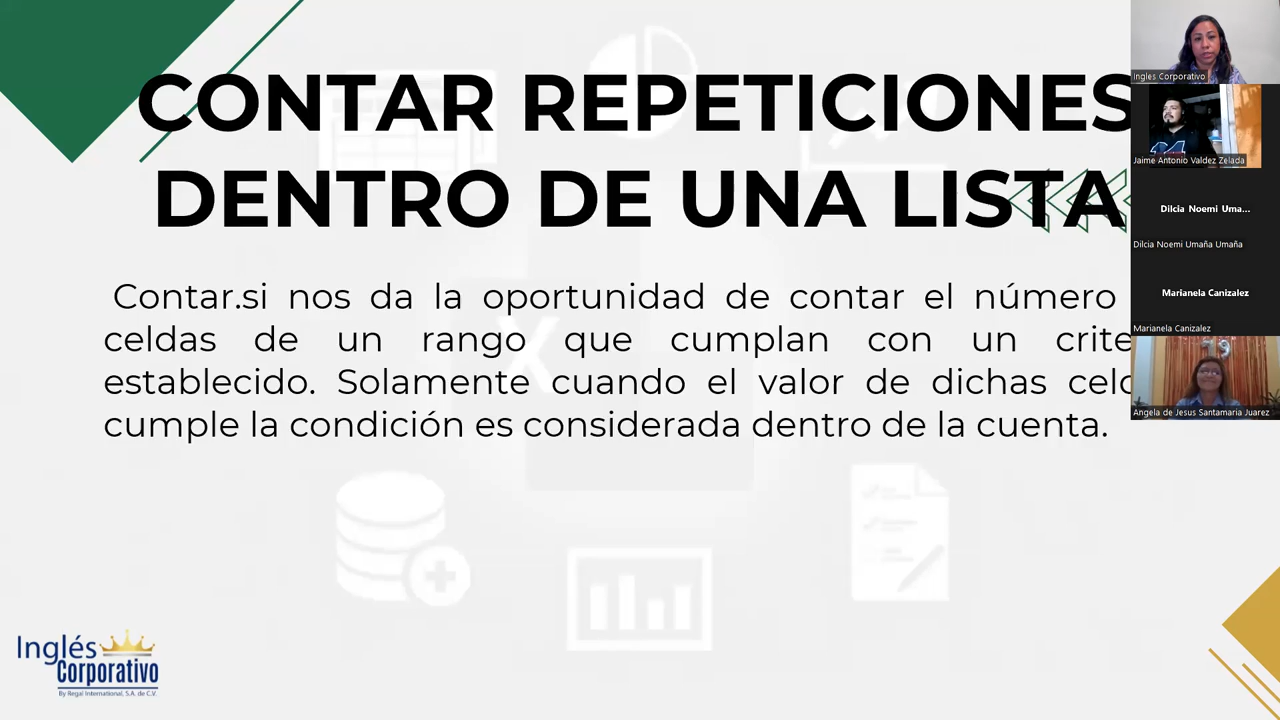 CONTAR REPETICIONES
DENTRO DE UNA LISTA
Contar.si nos da la oportunidad de contar el número
celdas de un rango que cumplan con un crite
establecido. Solamente cuando el valor de dichas celd
cumple la condición es considerada dentro de la cuenta.
Inglés
Corporativo
By Regal International, S.A. de C.V.
Ingles Corporativo
Jaime Antonio Valdez Zelada
Dilcia Noemi Uma...
Dilcia Noemi Umaña Umaña
Marianela Canizalez
Marianela Canizalez
Angela de Jesus Santamaria Juarez